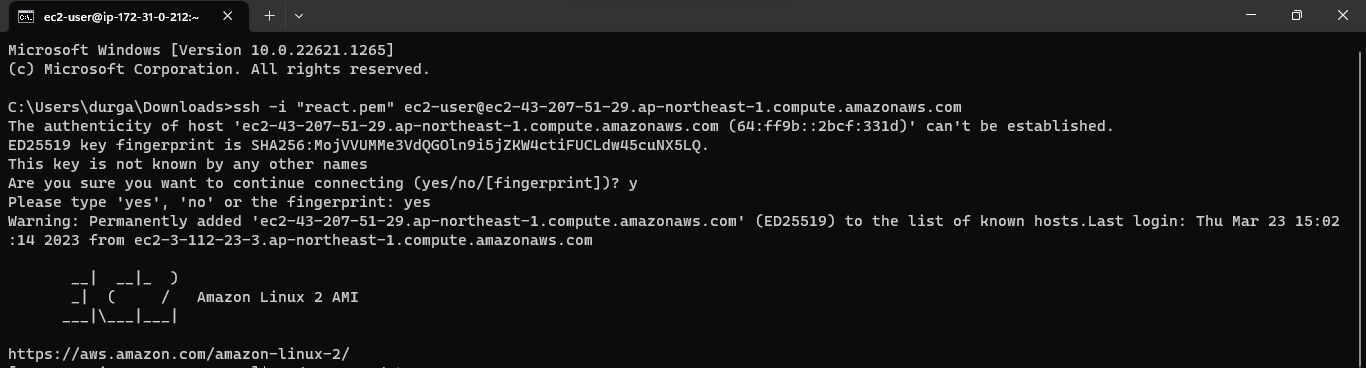 ec2-user@ip-172-31-0-212:~
Microsoft Windows [Version 10.0.22621.1265]
(c) Microsoft Corporation. All rights reserved.
C:\Users\durga\Downloads>ssh -i "react.pem" ec2-user@ec2-43-207-51-29.ap-northeast-1.compute.amazonaws.com
The authenticity of host 'ec2-43-207-51-29.ap-northeast-1.compute.amazonaws.com (64:ff9b::2bcf:331d)' can't be established.
ED25519 key fingerprint is SHA256:MojVVUMMe3VdQGOln9i5jZKW4ctiFUCLdw45cuNX5LQ.
This key is not known by any other names
Are you sure you want to continue connecting (yes/no/[fingerprint])? y
Please type 'yes', 'no' or the fingerprint: yes
Warning: Permanently added 'ec2-43-207-51-29.ap-northeast-1.compute.amazonaws.com' (ED25519) to the list of known hosts.Last login: Thu Mar 23 15:02
:14 2023 from ec2-3-112-23-3.ap-northeast-1.compute.amazonaws.com
       __|  __|_  )
       _|  (     /   Amazon Linux 2 AMI
      ___|\___|___|
https://aws.amazon.com/amazon-linux-2/